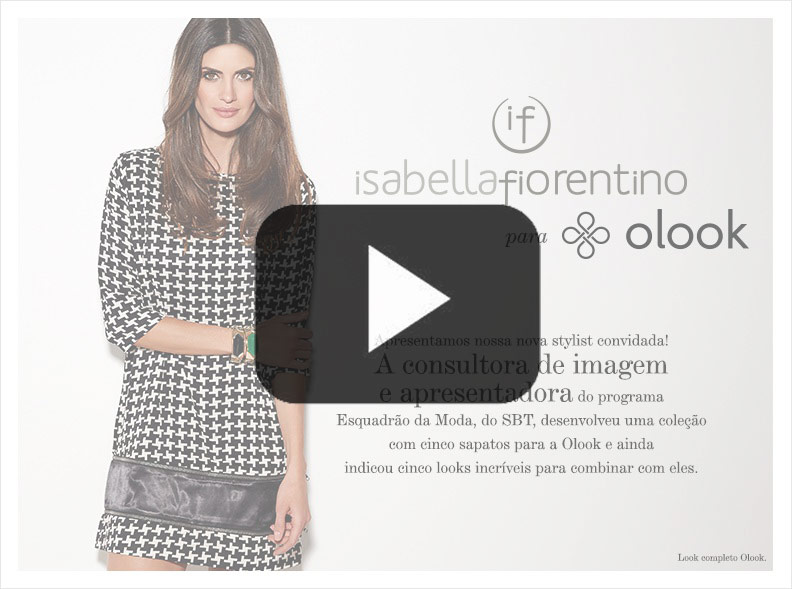 if
isabellafiorentino
para olook
Apresentamos nossa nova stylist convidada!
A consultora de imagem
e apresentadora do programa
Esquadrão da Moda, do SBT, desenvolveu uma coleção
com cinco sapatos para a Olook e ainda
indicou cinco looks incríveis para combinar com eles.
Look completo Olook.